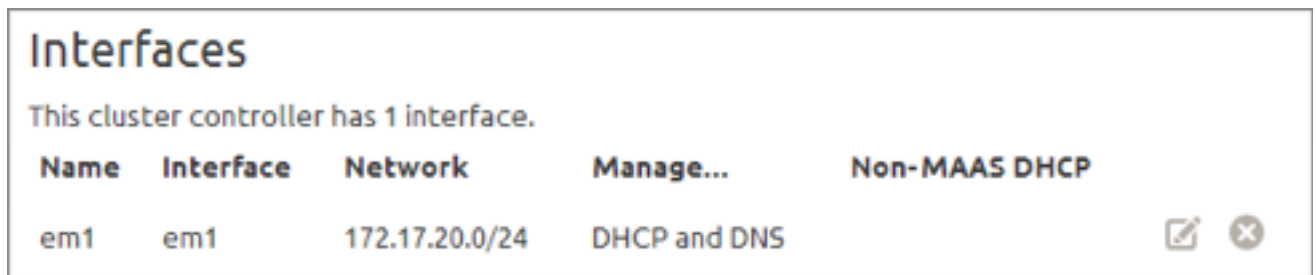 Interfaces
This cluster controller has 1 interface.
Name Interface Network Manage... Non-MAAS DHCP
em1 em1 172.17.20.0/24 DHCP and DNS